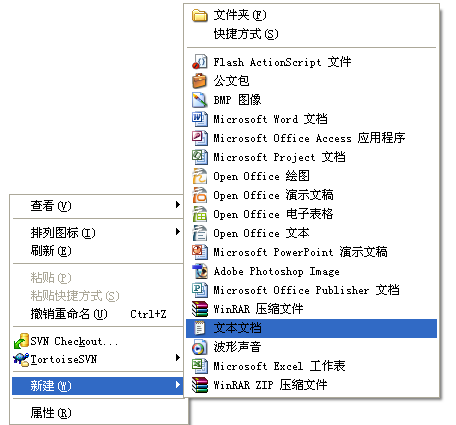 文件夹(F)
快捷方式(S)
Flash ActionScript 文件
公文包
BMP 图像
Microsoft Word 文档
Microsoft Office Access 应用程序
Microsoft Project 文档
Open Office 绘图
Open Office 演示文稿
Open Office 电子表格
Open Office 文本
Microsoft PowerPoint 演示文稿
Adobe Photoshop Image
Microsoft Office Publisher 文档
WinRAR 压缩文件
文本文档
波形声音
Microsoft Excel 工作表
WinRAR ZIP 压缩文件
查看(V)
排列图标(I)
刷新(E)
粘贴(P)
粘贴快捷方式(S)
撤销重命名(U) Ctrl+Z
SVN Checkout...
TortoiseSVN
新建(W)
属性(R)